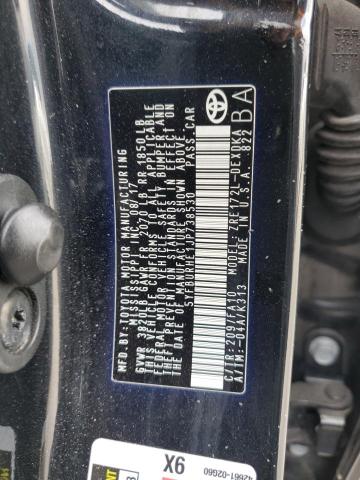 MFD.BY:TOYOTA MOTOR MANUFACTURING
MISSISSIPPI INC. 08/17
GVWR 3820LB GAWR FR 2070LB RR 1850LB
THIS VEHICLE CONFORMS TO ALL APPLICABLE
FEDERAL MOTOR VEHICLE SAFETY, BUMPER, AND
THEFT PREVENTION STANDARDS IN EFFECT ON
THE DATE OF MANUFACTURE SHOWN ABOVE.
5YFBURHE1JP738530 PASS.CAR
C/TR:209/FA10
A/TM:-04A/K313
MODEL: ZRE172L-DEXDKA
MADE IN U.S.A. 822
BA
TOYOTA
42661-02G60
9X